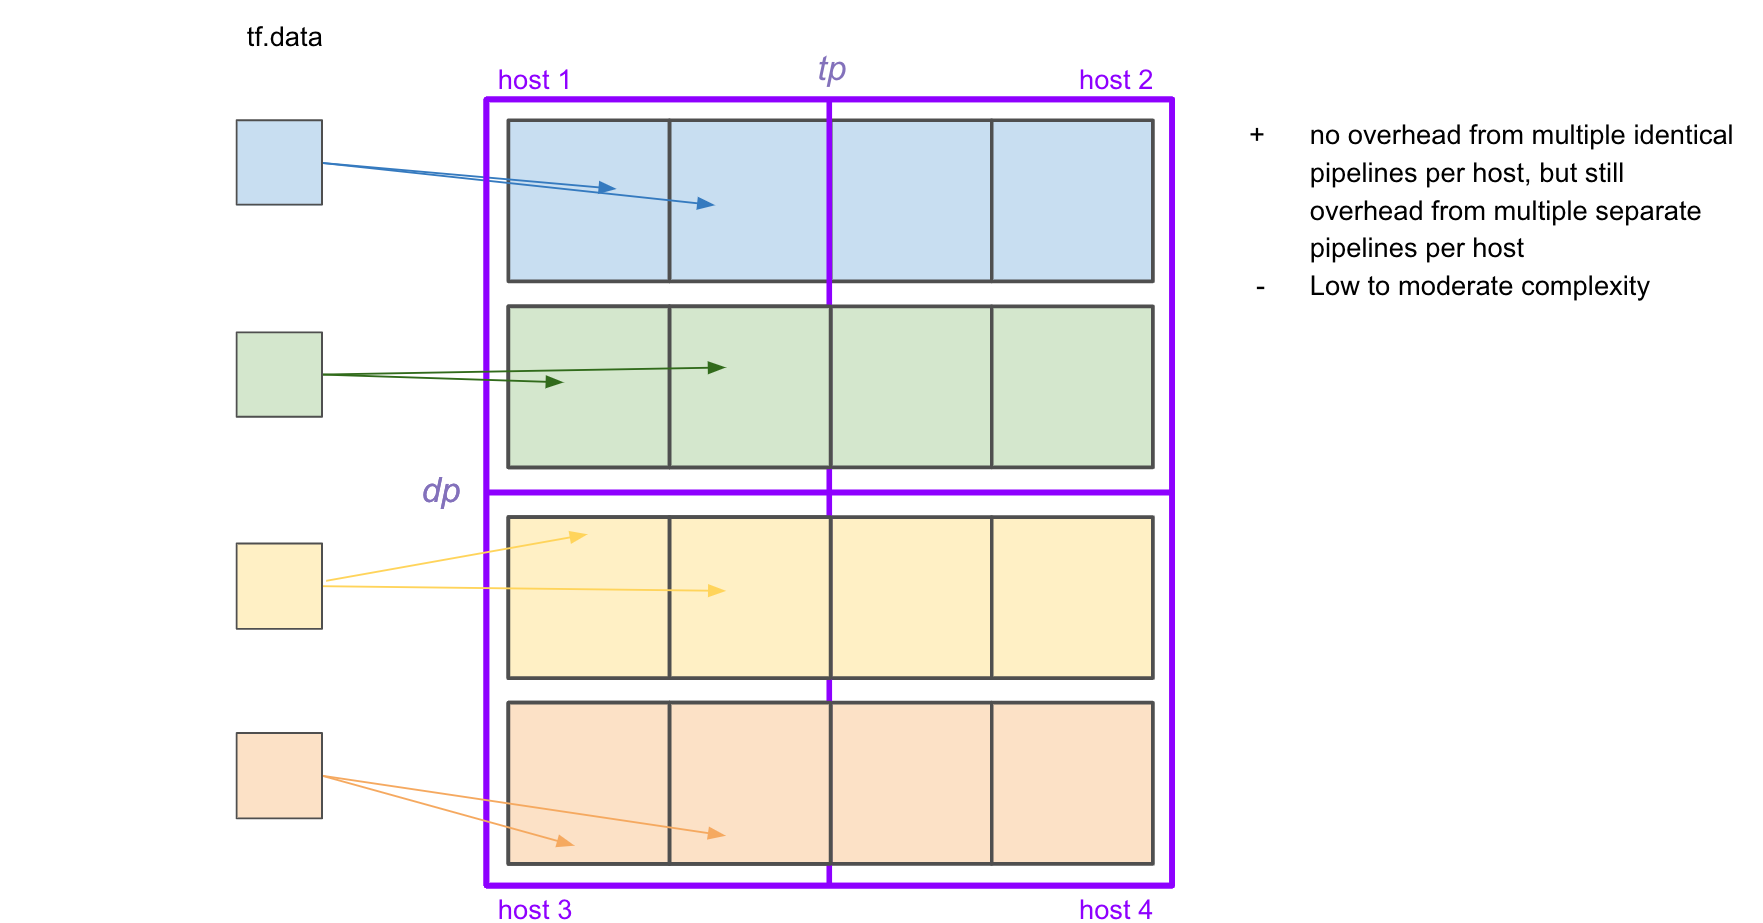 tf.data
host 1
tp
host 2
+ no overhead from multiple identical
pipelines per host, but still
overhead from multiple separate
pipelines per host
- Low to moderate complexity
dp
host 3
host 4